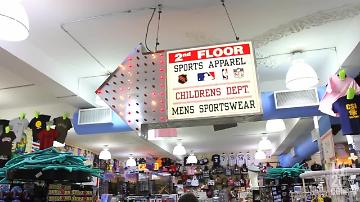 2nd FLOOR
SPORTS APPAREL
CHILDRENS DEPT.
MENS SPORTSWEAR